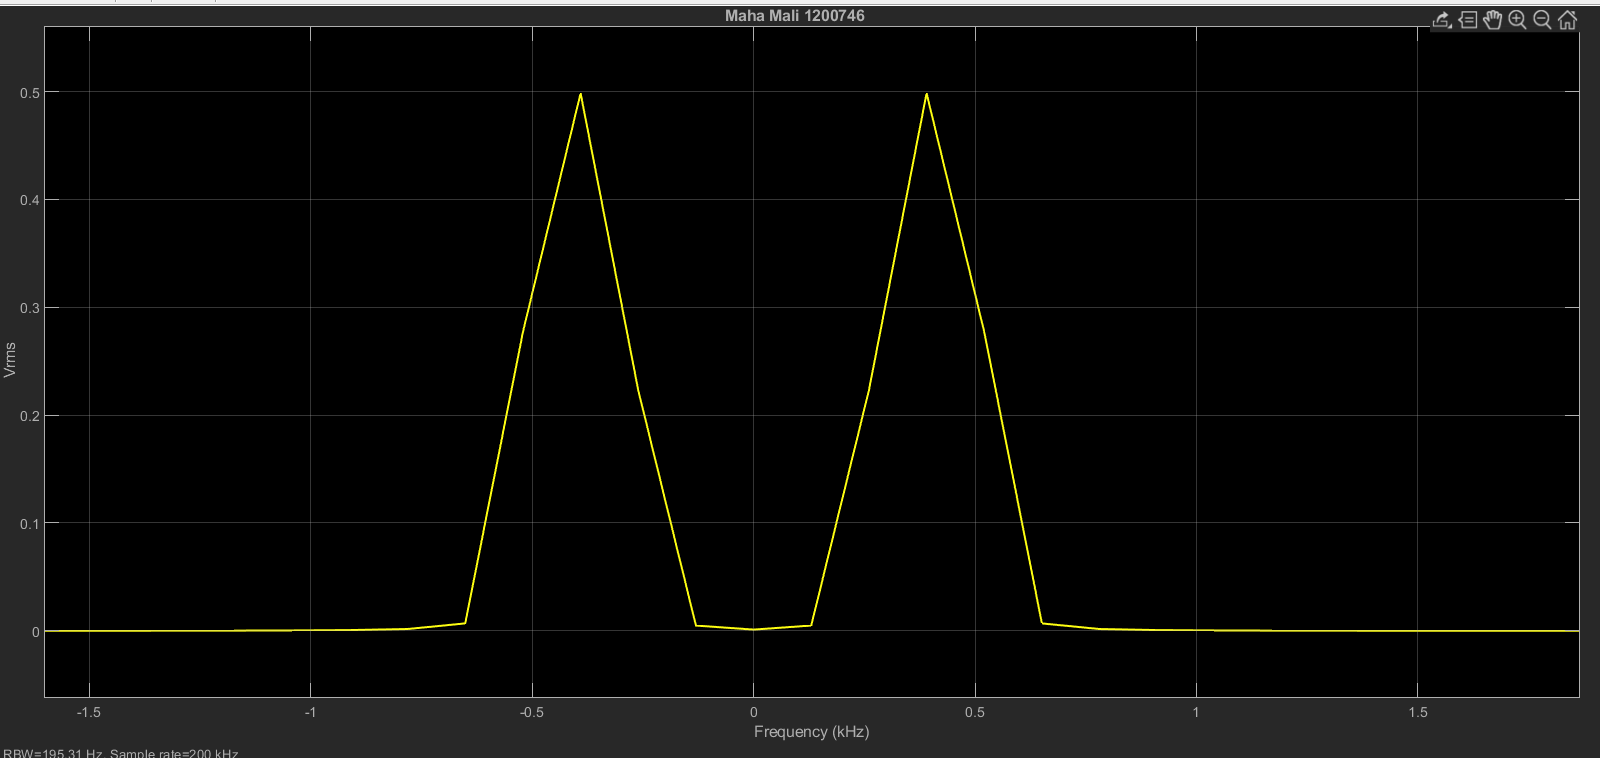 Maha Mali 1200746
0.5
0.4
0.3
0.2
0.1
0
Vrms
-1.5 -1 -0.5 0 0.5 1 1.5
Frequency (kHz)
RBW=195.31 Hz, Sample rate=200 kHz